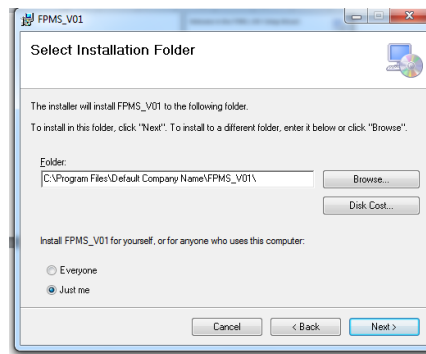 FPMS_V01
Select Installation Folder
The installer will install FPMS_V01 to the following folder.
To install in this folder, click "Next". To install to a different folder, enter it below or click "Browse".
Folder:
C:\Program Files\Default Company Name\FPMS_V01\
Browse...
Disk Cost...
Install FPMS_V01 for yourself, or for anyone who uses this computer:
Everyone
Just me
Cancel
< Back
Next >